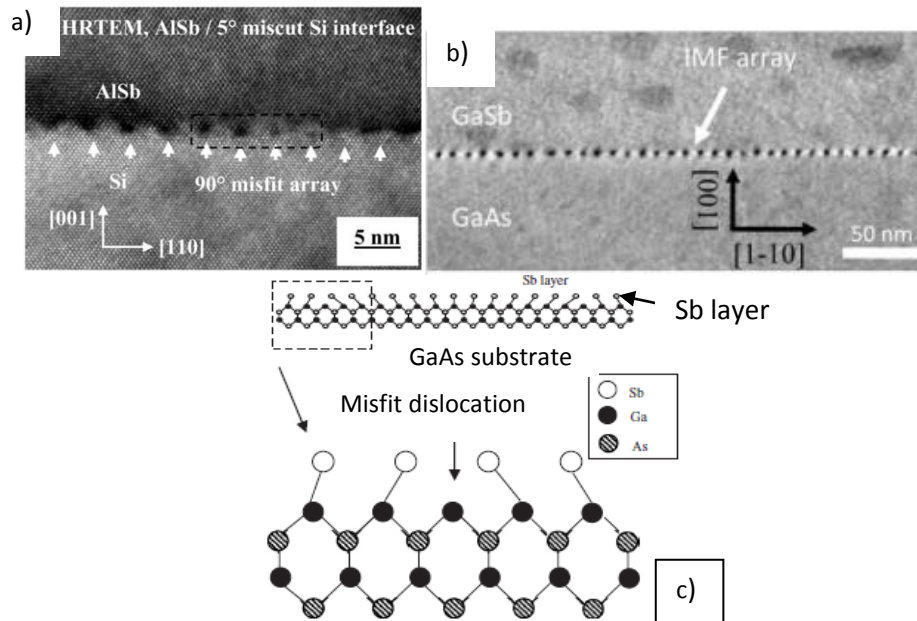 a)
HRTEM, AlSb / 5° miscut Si interface
AlSb
Si
90° misfit array
[001]
[110]
5 nm
b)
IMF array
GaSb
GaAs
[100]
[1-10]
50 nm
Sb layer
Sb layer
GaAs substrate
Misfit dislocation
Sb
Ga
As
c)